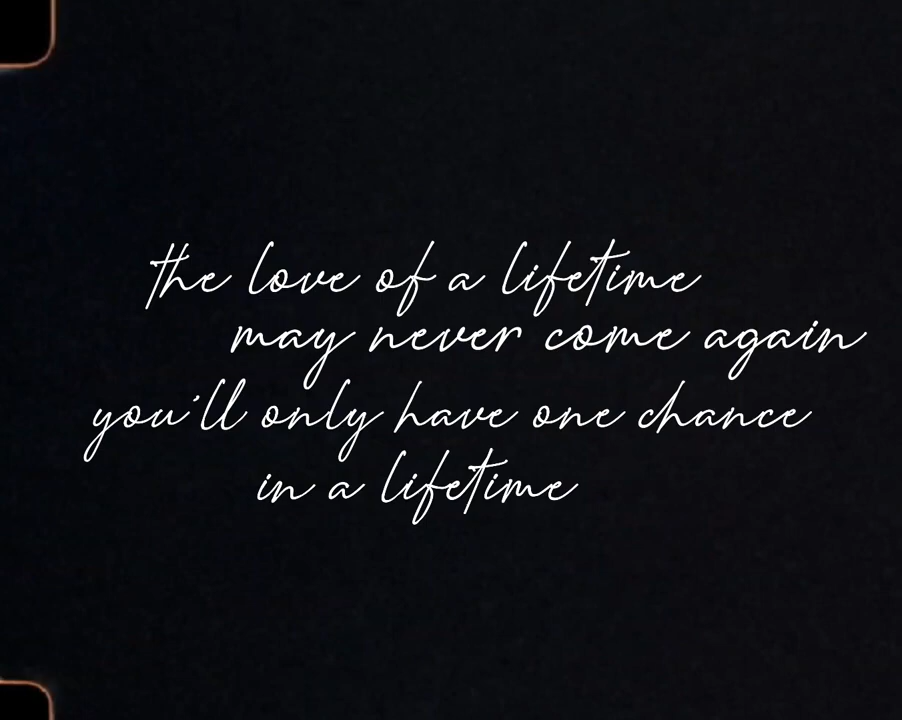 the love of a lifetime
may never come again
you'll only have one chance
in a lifetime